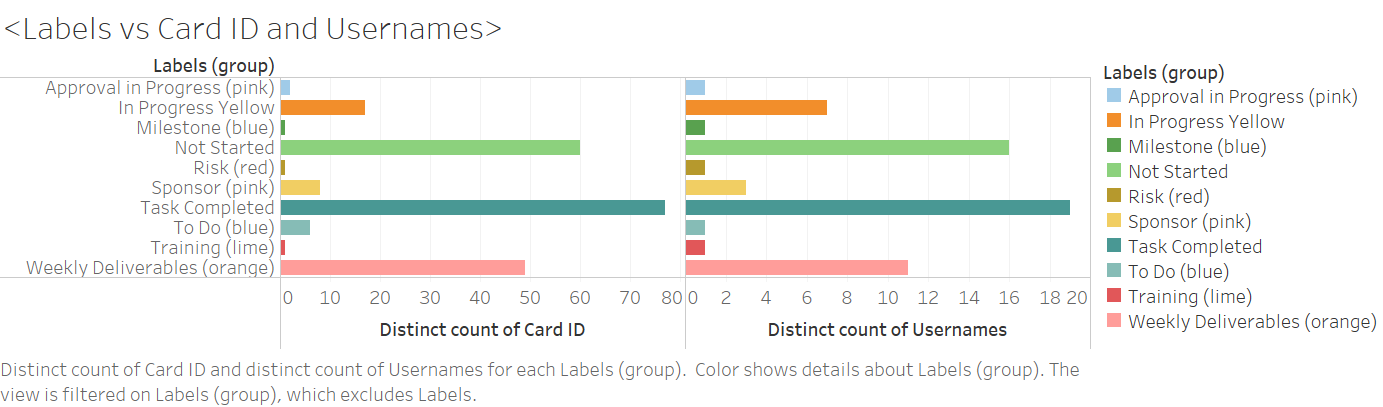 <Labels vs Card ID and Usernames>
Labels (group)
Approval in Progress (pink)
In Progress Yellow
Milestone (blue)
Not Started
Risk (red)
Sponsor (pink)
Task Completed
To Do (blue)
Training (lime)
Weekly Deliverables (orange)
0 10 20 30 40 50 60 70 80
Distinct count of Card ID
0 2 4 6 8 10 12 14 16 18 20
Distinct count of Usernames
Labels (group)
Approval in Progress (pink)
In Progress Yellow
Milestone (blue)
Not Started
Risk (red)
Sponsor (pink)
Task Completed
To Do (blue)
Training (lime)
Weekly Deliverables (orange)
Distinct count of Card ID and distinct count of Usernames for each Labels (group).  Color shows details about Labels (group). The
view is filtered on Labels (group), which excludes Labels.